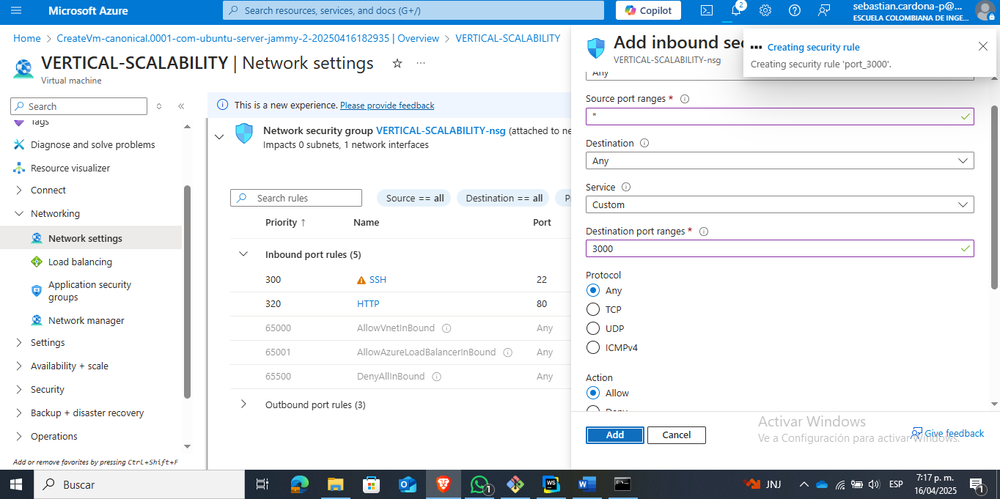 Microsoft Azure
Search resources, services, and docs (G+/)
Copilot
2
sebastian.cardona-p@...
ESCUELA COLOMBIANA DE INGE...
Home > CreateVm-canonical.0001-com-ubuntu-server-jammy-2-20250416182935 | Overview > VERTICAL-SCALABILITY
VERTICAL-SCALABILITY | Network settings
Virtual machine
Search
Tags
Diagnose and solve problems
Resource visualizer
Connect
Networking
Network settings
Load balancing
Application security
groups
Network manager
Settings
Availability + scale
Security
Backup + disaster recovery
Operations
Add or remove favorites by pressing Ctrl+Shift+F
This is a new experience. Please provide feedback
Network security group VERTICAL-SCALABILITY-nsg (attached to ne
Impacts 0 subnets, 1 network interfaces
Search rules
Source == all
Destination == all
P
Priority ↑ Name Port
Inbound port rules (5)
300 SSH 22
320 HTTP 80
65000 AllowVnetInBound Any
65001 AllowAzureLoadBalancerInBound Any
65500 DenyAllInBound Any
Outbound port rules (3)
Add inbound sec
VERTICAL-SCALABILITY-nsg
Creating security rule
Creating security rule 'port_3000'.
Any
Source port ranges *
*
Destination
Any
Service
Custom
Destination port ranges *
3000
Protocol
Any
TCP
UDP
ICMPv4
Action
Allow
Deny
Add
Cancel
Activar Windows
Ve a Configuración para activar Windows.
Give feedback
Buscar
WS
1
JNJ
ESP
7:17 p. m.
16/04/2025
1